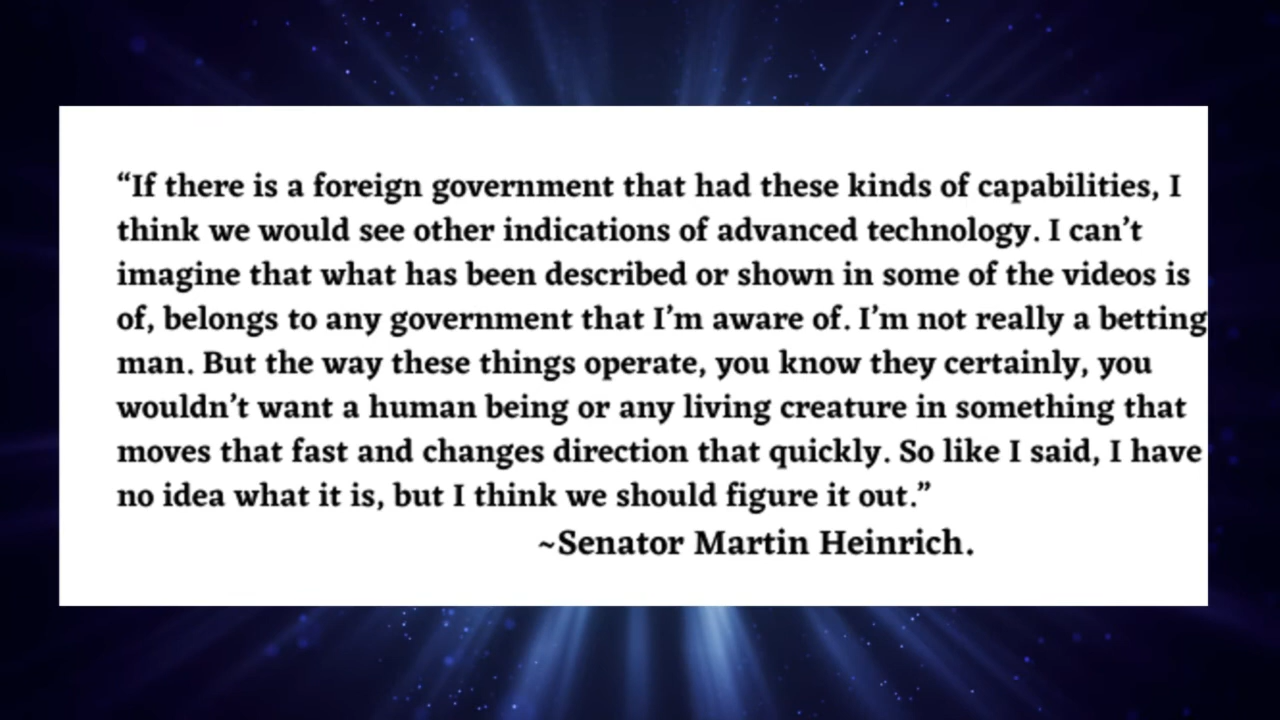 “If there is a foreign government that had these kinds of capabilities, I
think we would see other indications of advanced technology. I can’t
imagine that what has been described or shown in some of the videos is
of, belongs to any government that I’m aware of. I’m not really a betting
man. But the way these things operate, you know they certainly, you
wouldn’t want a human being or any living creature in something that
moves that fast and changes direction that quickly. So like I said, I have
no idea what it is, but I think we should figure it out.”
~Senator Martin Heinrich.